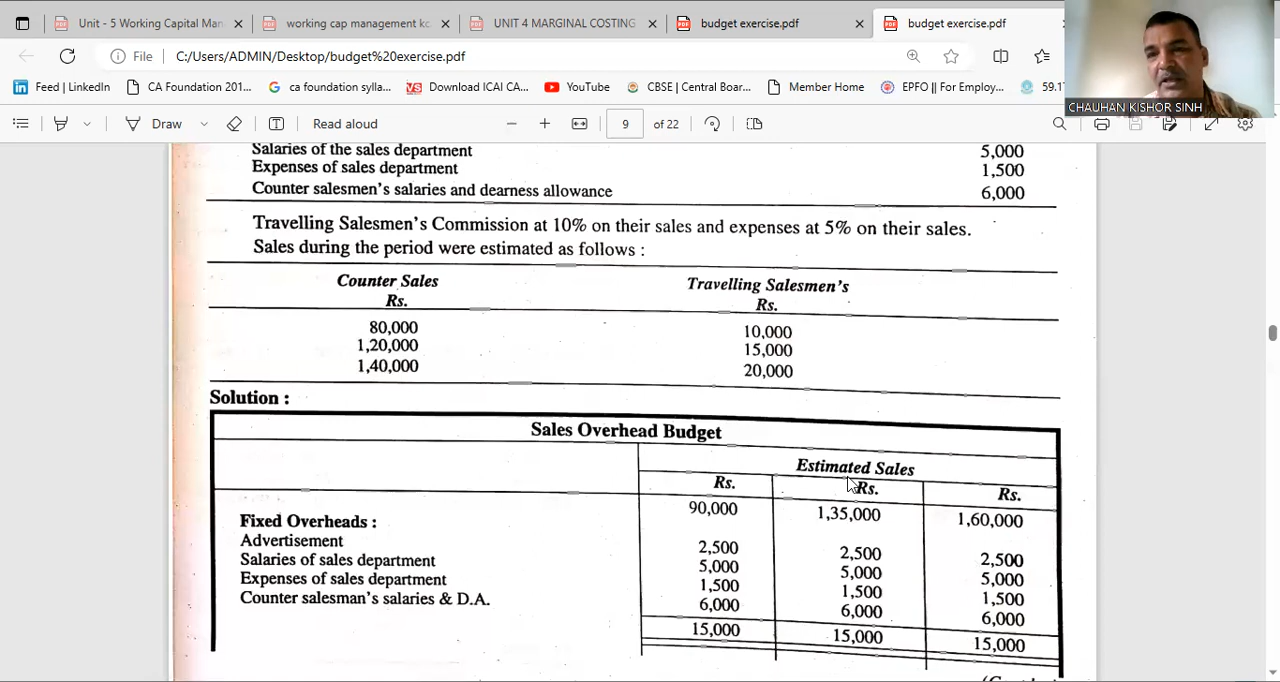 Unit - 5 Working Capital Man
working cap management kc
UNIT 4 MARGINAL COSTING
budget exercise.pdf
budget exercise.pdf
File
C:/Users/ADMIN/Desktop/budget%20exercise.pdf
Feed | LinkedIn
CA Foundation 201...
ca foundation sylla...
Download ICAI CA...
YouTube
CBSE | Central Boar...
Member Home
EPFO || For Employ...
59.1
CHAUHAN KISHOR SINH
Draw
Read aloud
9 of 22
Salaries of the sales department 5,000
Expenses of sales department 1,500
Counter salesmen's salaries and dearness allowance 6,000
Travelling Salesmen's Commission at 10% on their sales and expenses at 5% on their sales.
Sales during the period were estimated as follows :
Counter Sales Travelling Salesmen's
Rs. Rs.
80,000 10,000
1,20,000 15,000
1,40,000 20,000
Solution :
Sales Overhead Budget
Estimated Sales
Rs. Rs. Rs.
90,000 1,35,000 1,60,000
Fixed Overheads :
Advertisement 2,500 2,500 2,500
Salaries of sales department 5,000 5,000 5,000
Expenses of sales department 1,500 1,500 1,500
Counter salesman's salaries & D.A. 6,000 6,000 6,000
15,000 15,000 15,000